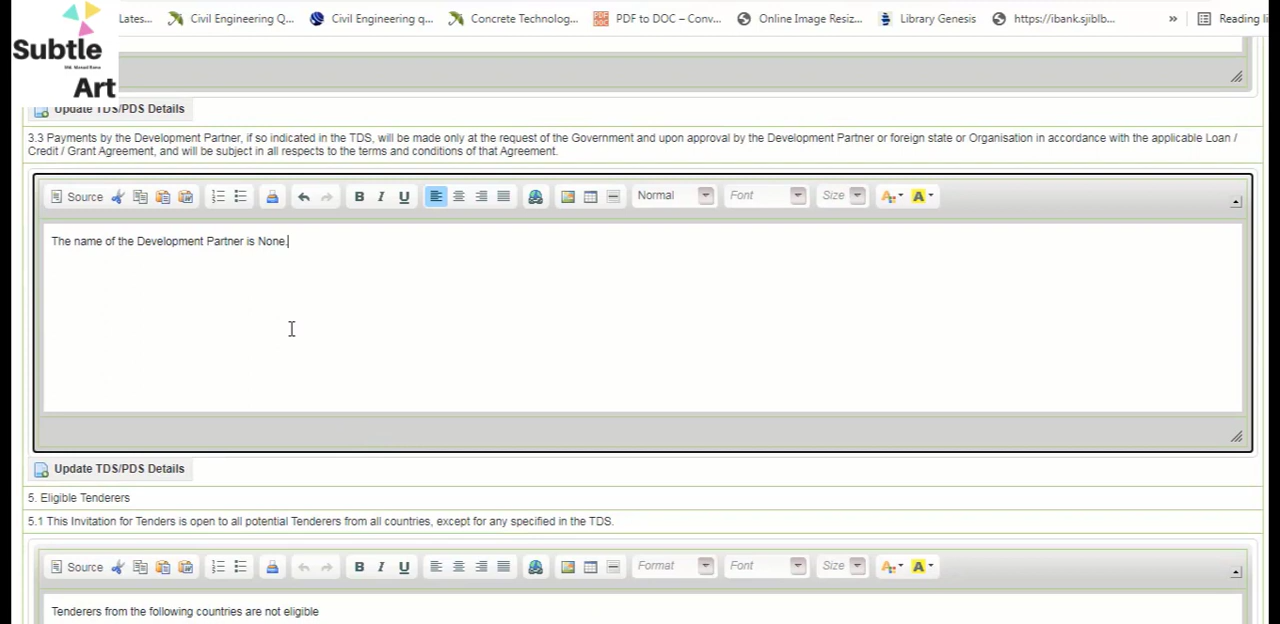 Lates...
Civil Engineering Q...
Civil Engineering q...
Concrete Technolog...
PDF to DOC – Conv...
Online Image Resiz...
Library Genesis
https://ibank.sjiblb...
»
Reading li
Subtle
Art
Update TDS/PDS Details
3.3 Payments by the Development Partner, if so indicated in the TDS, will be made only at the request of the Government and upon approval by the Development Partner or foreign state or Organisation in accordance with the applicable Loan /
Credit / Grant Agreement, and will be subject in all respects to the terms and conditions of that Agreement.
Source
B I U
Normal
Font
Size
A
A
The name of the Development Partner is None.
Update TDS/PDS Details
5. Eligible Tenderers
5.1 This Invitation for Tenders is open to all potential Tenderers from all countries, except for any specified in the TDS.
Source
B I U
Format
Font
Size
A
A
Tenderers from the following countries are not eligible